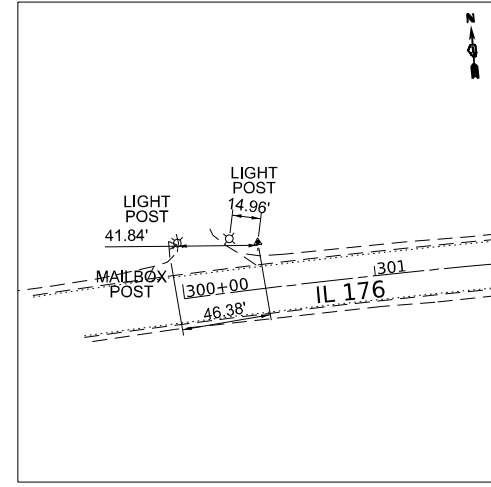 N
LIGHT
POST
14.96'
LIGHT
POST
41.84'
MAILBOX
POST
300+00
301
IL 176
46.38'